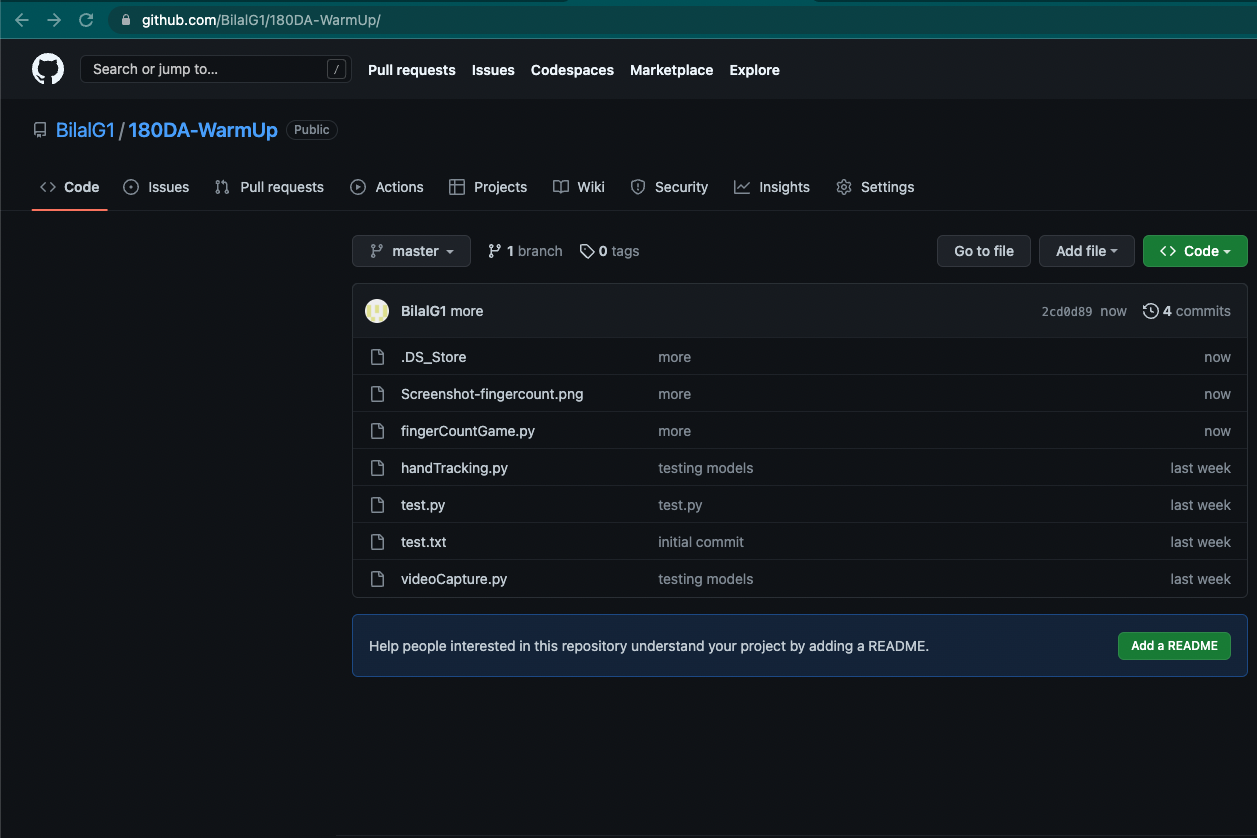 github.com/BilalG1/180DA-WarmUp/
Search or jump to... / Pull requests Issues Codespaces Marketplace Explore
BilalG1 / 180DA-WarmUp Public
Code Issues Pull requests Actions Projects Wiki Security Insights Settings
master 1 branch 0 tags Go to file Add file Code
BilalG1 more 2cd0d89 now 4 commits
.DS_Store more now
Screenshot-fingercount.png more now
fingerCountGame.py more now
handTracking.py testing models last week
test.py test.py last week
test.txt initial commit last week
videoCapture.py testing models last week
Help people interested in this repository understand your project by adding a README. Add a README